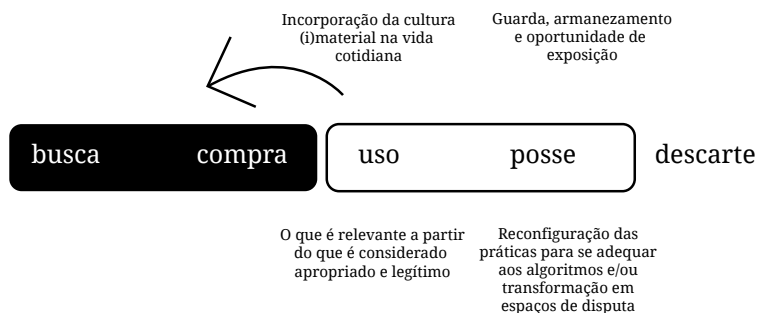 Incorporação da cultura
(i)material na vida
cotidiana
Guarda, armanezamento
e oportunidade de
exposição
busca compra uso posse descarte
O que é relevante a partir
do que é considerado
apropriado e legítimo
Reconfiguração das
práticas para se adequar
aos algoritmos e/ou
transformação em
espaços de disputa